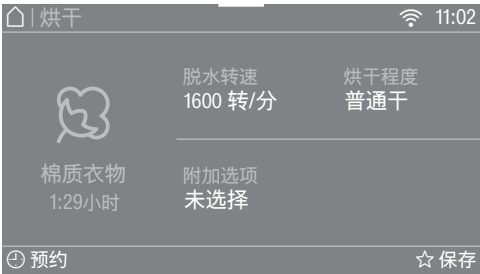 烘干 11:02
脱水转速 烘干程度
1600 转/分 普通干
棉质衣物
1:29小时
附加选项
未选择
预约 保存